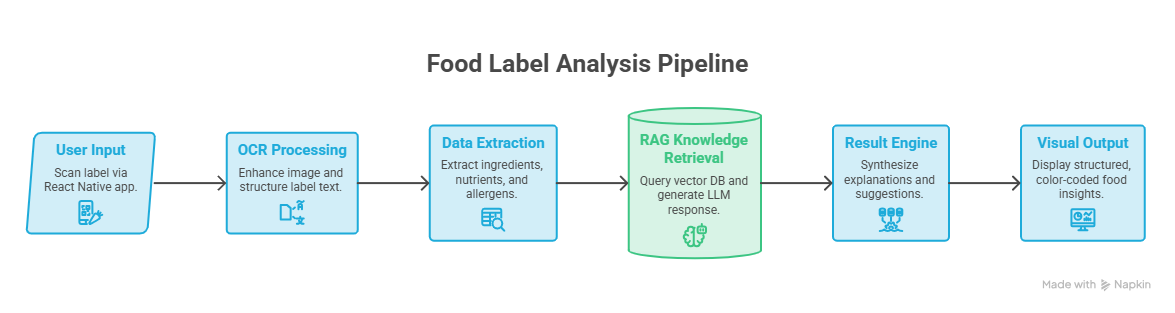 Food Label Analysis Pipeline
User Input
Scan label via
React Native app.
OCR Processing
Enhance image and
structure label text.
Data Extraction
Extract ingredients,
nutrients, and
allergens.
RAG Knowledge
Retrieval
Query vector DB and
generate LLM
response.
Result Engine
Synthesize
explanations and
suggestions.
Visual Output
Display structured,
color-coded food
insights.
Made with Napkin